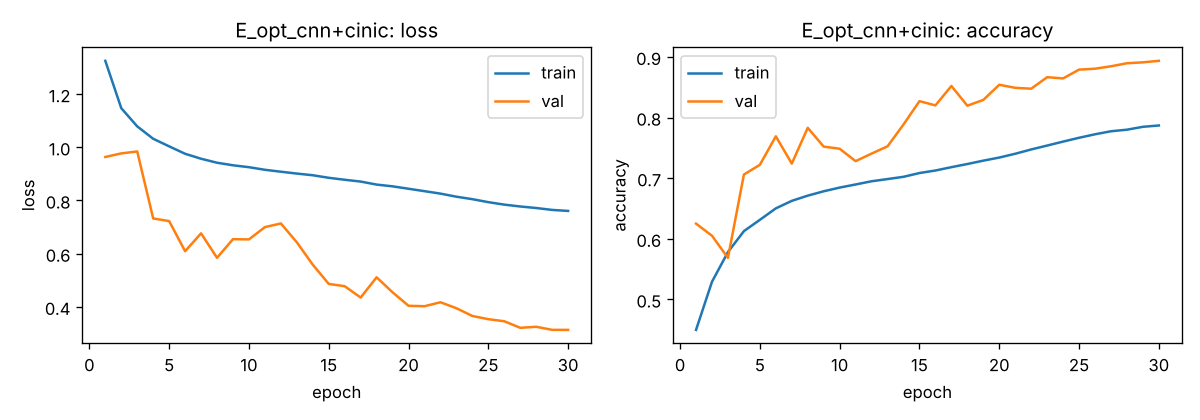 E_opt_cnn+cinic: loss
train
val
1.2
1.0
0.8
0.6
0.4
loss
0 5 10 15 20 25 30
epoch
E_opt_cnn+cinic: accuracy
train
val
0.9
0.8
0.7
0.6
0.5
accuracy
0 5 10 15 20 25 30
epoch